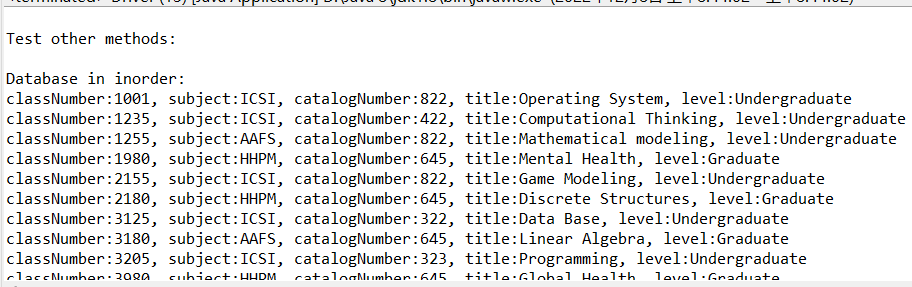 Test other methods:
Database in inorder:
classNumber:1001, subject:ICSI, catalogNumber:822, title:Operating System, level:Undergraduate
classNumber:1235, subject:ICSI, catalogNumber:422, title:Computational Thinking, level:Undergraduate
classNumber:1255, subject:AAFS, catalogNumber:822, title:Mathematical modeling, level:Undergraduate
classNumber:1980, subject:HHPM, catalogNumber:645, title:Mental Health, level:Graduate
classNumber:2155, subject:ICSI, catalogNumber:822, title:Game Modeling, level:Undergraduate
classNumber:2180, subject:HHPM, catalogNumber:645, title:Discrete Structures, level:Graduate
classNumber:3125, subject:ICSI, catalogNumber:322, title:Data Base, level:Undergraduate
classNumber:3180, subject:AAFS, catalogNumber:645, title:Linear Algebra, level:Graduate
classNumber:3205, subject:ICSI, catalogNumber:323, title:Programming, level:Undergraduate
classNumber:3980, subject:HHPM, catalogNumber:645, title:Global Health, level:Graduate